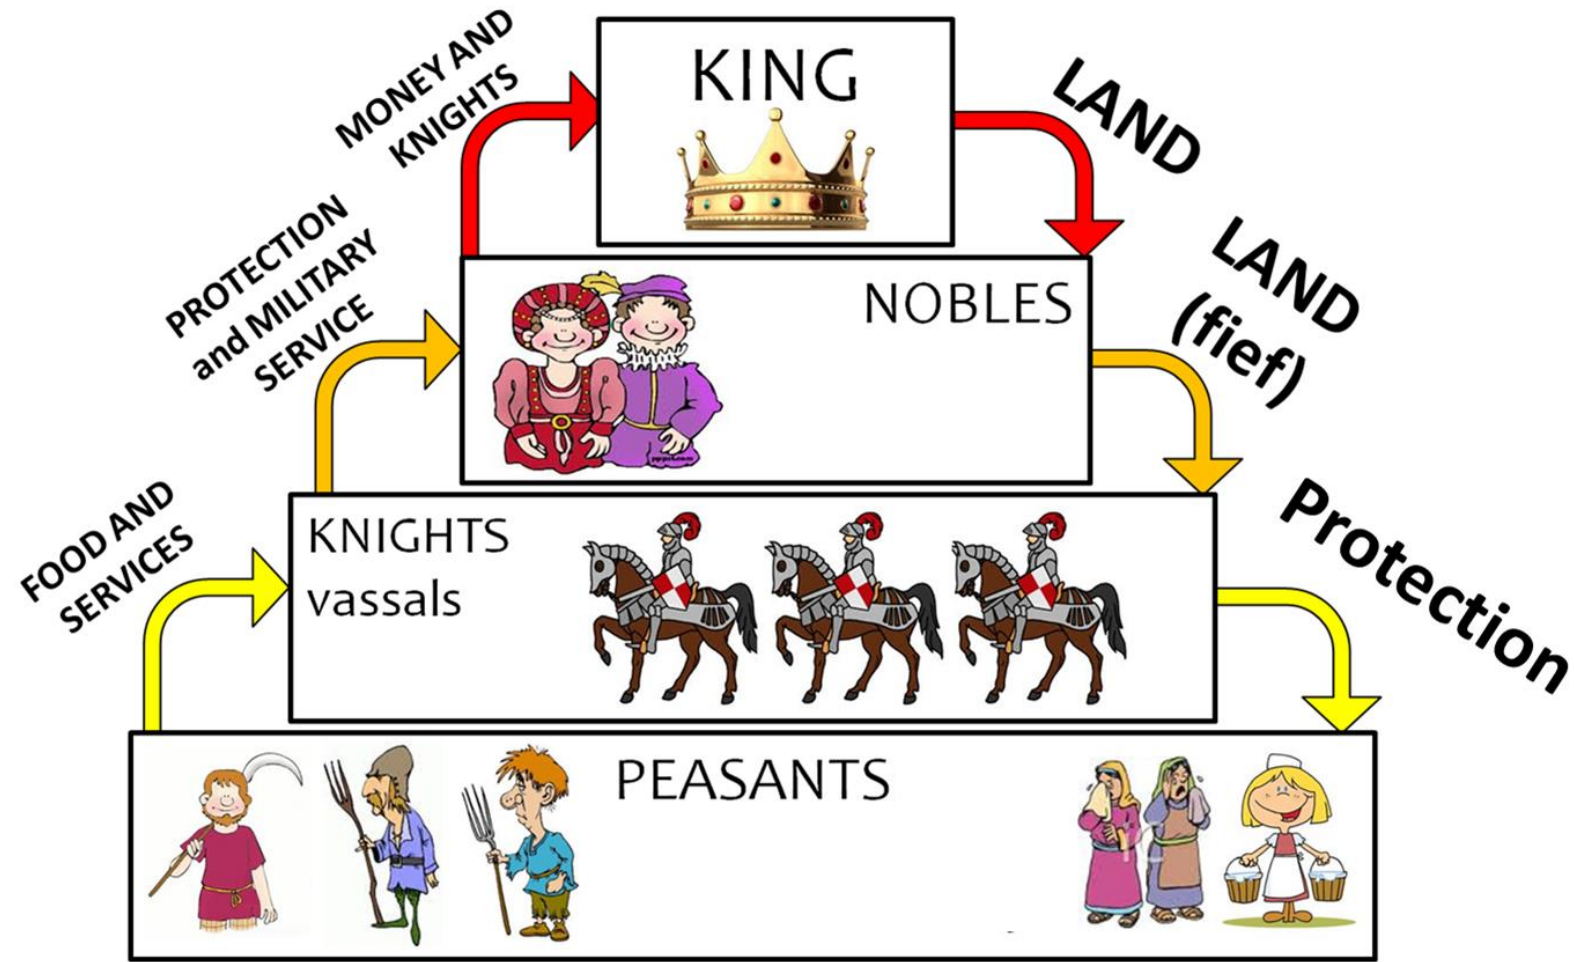 MONEY AND
KNIGHTS
KING
LAND
PROTECTION
and MILITARY
SERVICE
NOBLES
LAND
(fief)
FOOD AND
SERVICES
KNIGHTS
vassals
Protection
PEASANTS